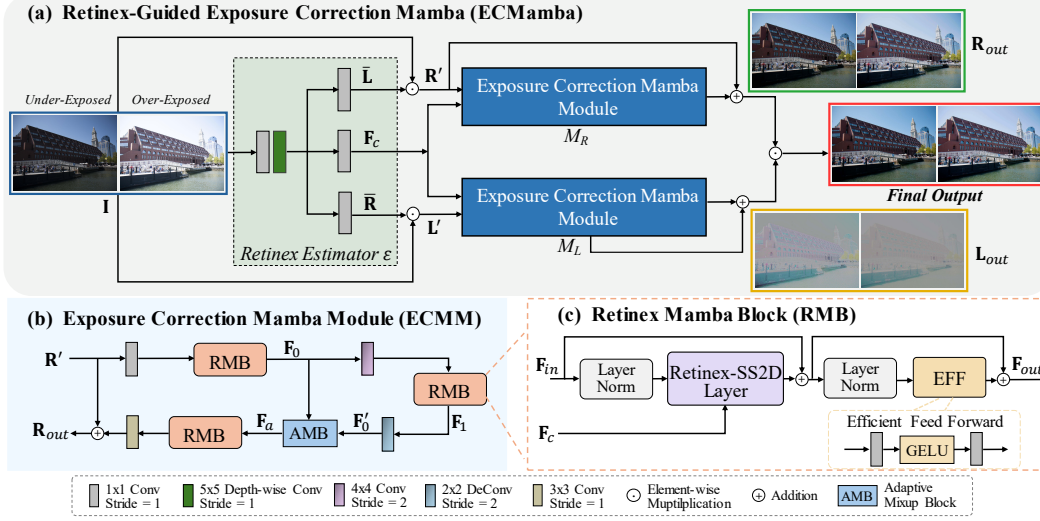 (a) Retinex-Guided Exposure Correction Mamba (ECMamba)
Under-Exposed Over-Exposed
I
L̄
F_c
R̄
Retinex Estimator ε
R'
L'
Exposure Correction Mamba
Module
M_R
Exposure Correction Mamba
Module
M_L
R_out
Final Output
L_out
(b) Exposure Correction Mamba Module (ECMM)
R'
RMB
F_0
RMB
F_1
F'_0
AMB
F_a
RMB
R_out
(c) Retinex Mamba Block (RMB)
F_in
Layer
Norm
Retinex-SS2D
Layer
Layer
Norm
EFF
F_out
F_c
Efficient Feed Forward
GELU
1x1 Conv
Stride = 1
5x5 Depth-wise Conv
Stride = 1
4x4 Conv
Stride = 2
2x2 DeConv
Stride = 2
3x3 Conv
Stride = 1
Element-wise
Muptilplication
Addition
AMB
Adaptive
Mixup Block